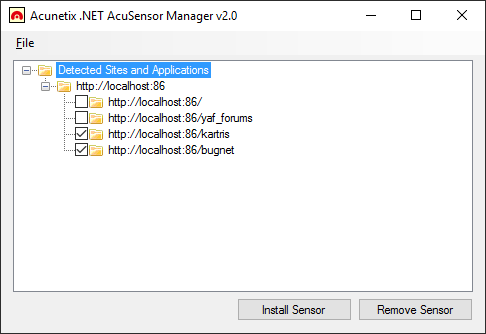 Acunetix .NET AcuSensor Manager v2.0
File
Detected Sites and Applications
http://localhost:86
http://localhost:86/
http://localhost:86/yaf_forums
http://localhost:86/kartris
http://localhost:86/bugnet
Install Sensor
Remove Sensor